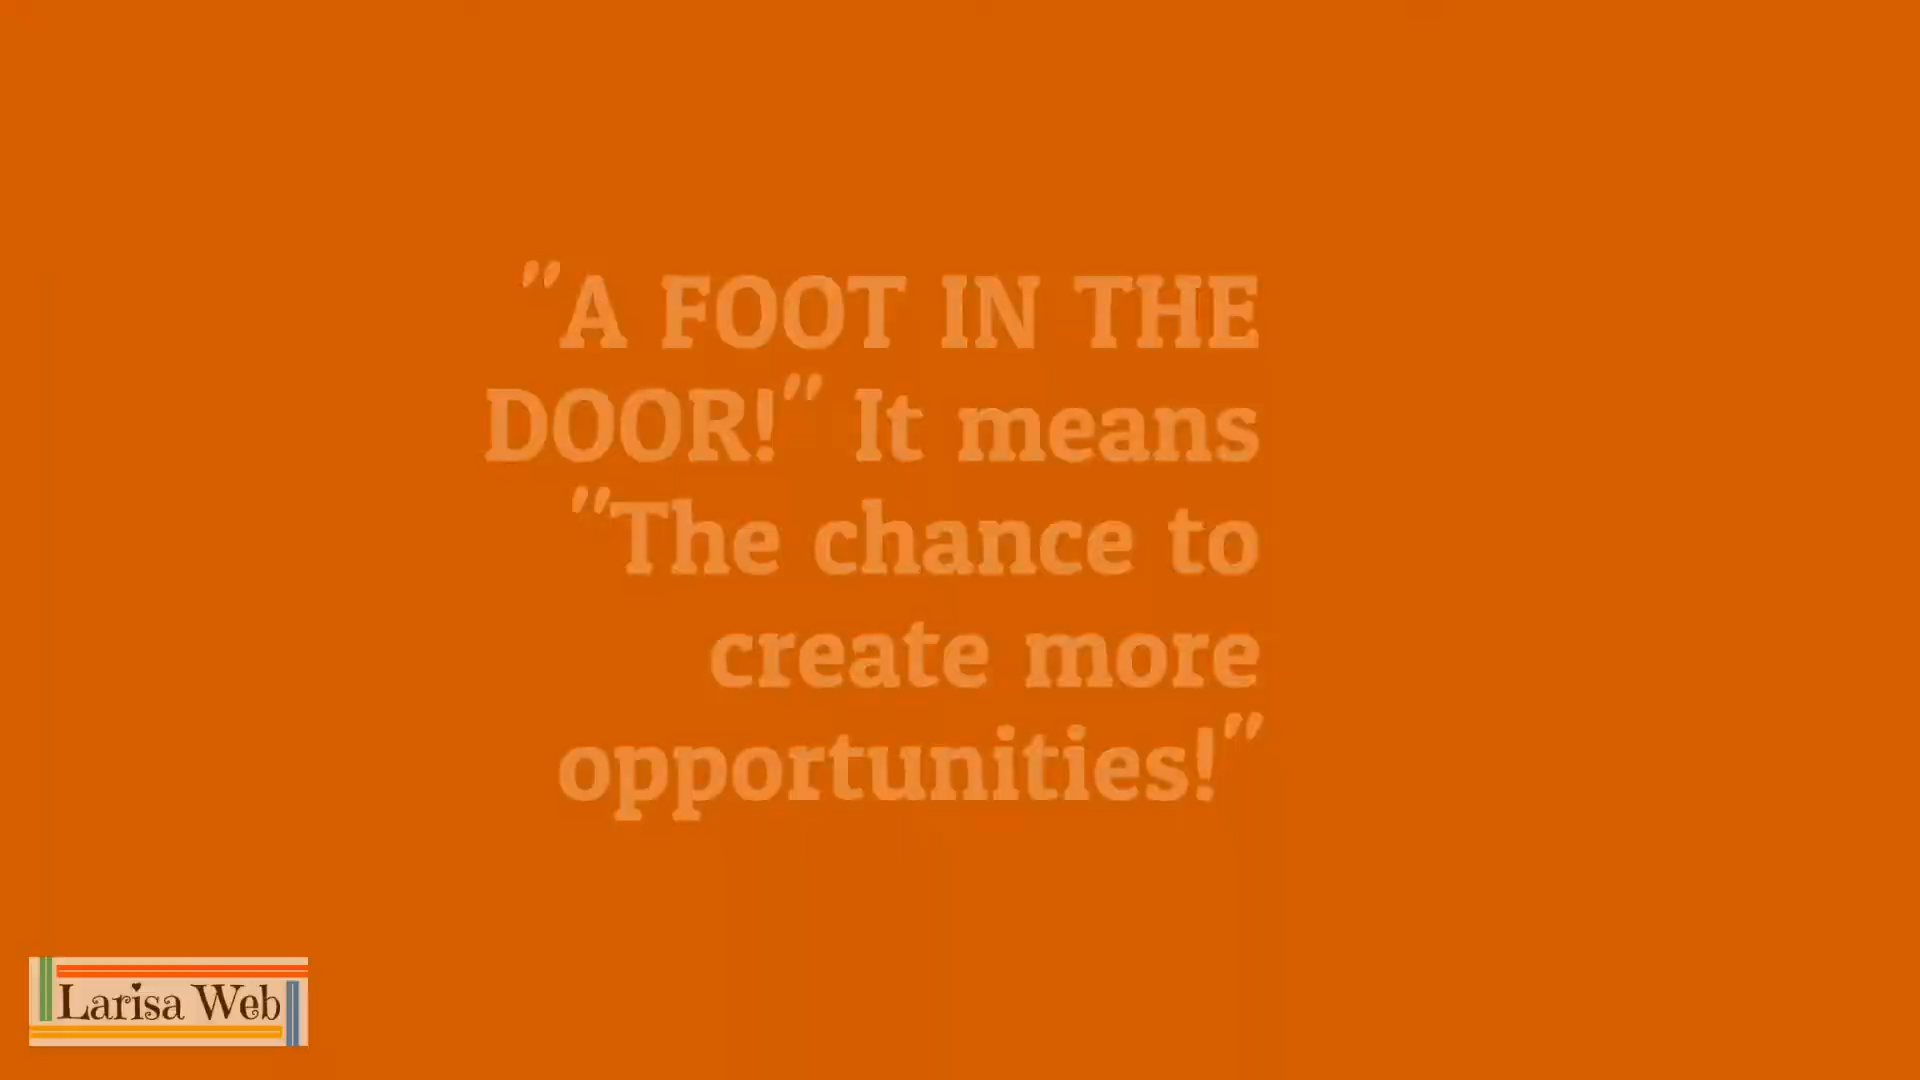 "A FOOT IN THE
DOOR!" It means
"The chance to
create more
opportunities!"
Larisa Web